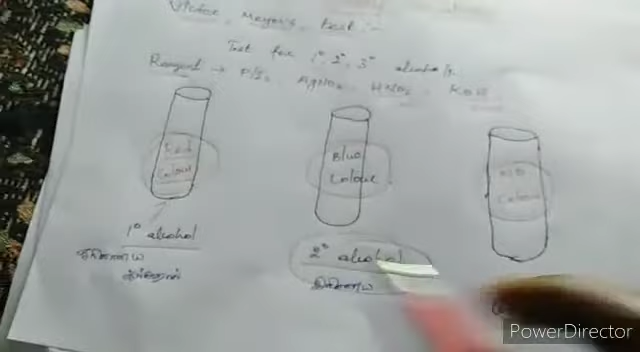 Victor Meyer's test :-
Test for 1° 2° 3° alcohols.
Reagent → P/I₂ AgNO₂ HNO₂ KOH
Red
Colour
Blue
Colour
No
Colour
1° alcohol
2° alcohol
PowerDirector